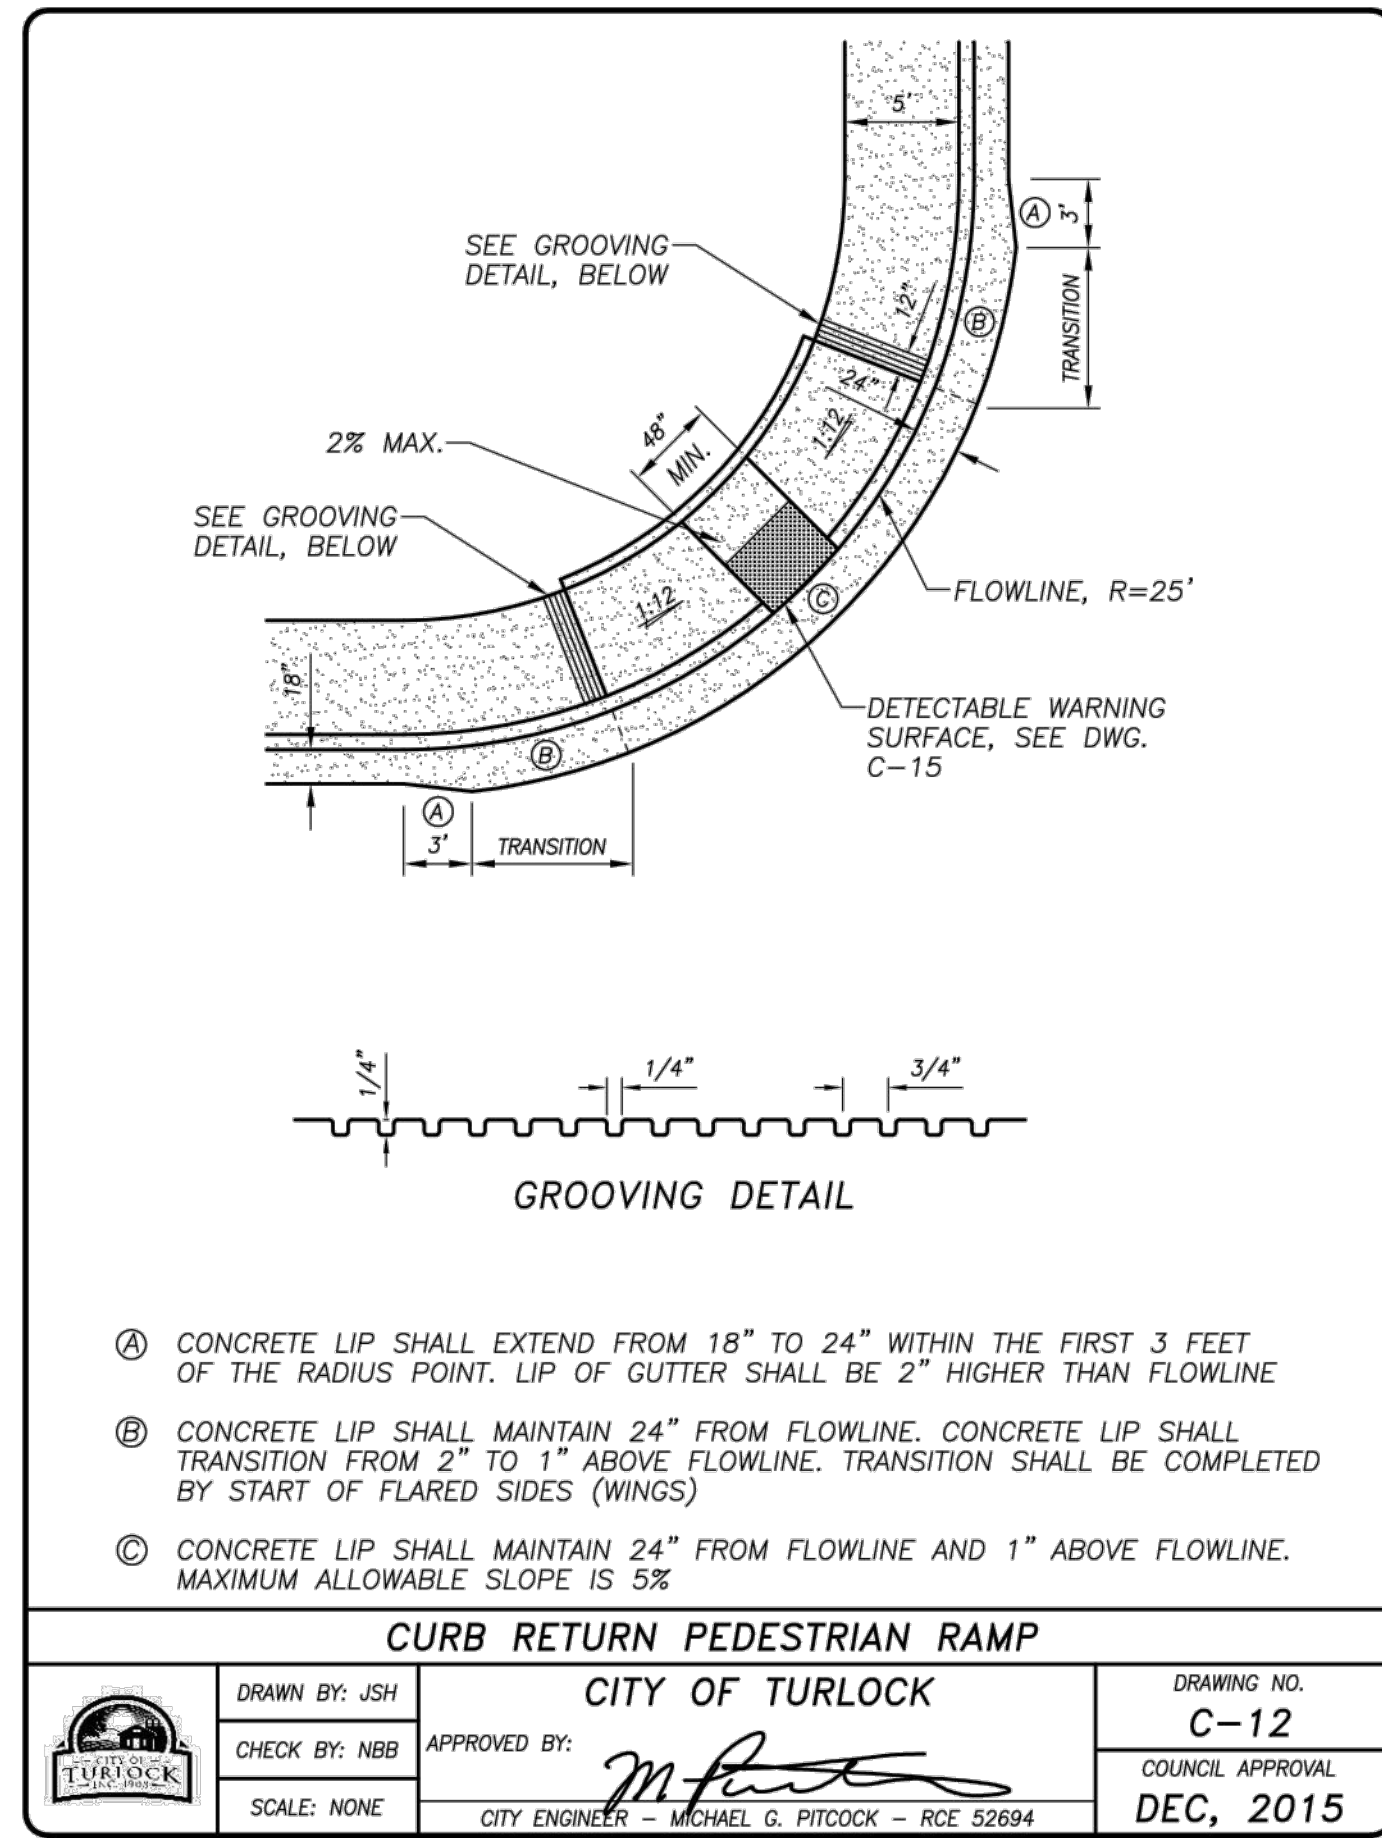 5'
SEE GROOVING
DETAIL, BELOW
Ⓐ 3'
12"
Ⓑ
TRANSITION
24"
1:12
48"
MIN.
2% MAX.
SEE GROOVING
DETAIL, BELOW
1:12
Ⓒ
FLOWLINE, R=25'
18"
DETECTABLE WARNING
SURFACE, SEE DWG.
C-15
Ⓑ
Ⓐ
3'
TRANSITION
1/4"
1/4"
3/4"
GROOVING DETAIL
Ⓐ CONCRETE LIP SHALL EXTEND FROM 18" TO 24" WITHIN THE FIRST 3 FEET
OF THE RADIUS POINT. LIP OF GUTTER SHALL BE 2" HIGHER THAN FLOWLINE
Ⓑ CONCRETE LIP SHALL MAINTAIN 24" FROM FLOWLINE. CONCRETE LIP SHALL
TRANSITION FROM 2" TO 1" ABOVE FLOWLINE. TRANSITION SHALL BE COMPLETED
BY START OF FLARED SIDES (WINGS)
Ⓒ CONCRETE LIP SHALL MAINTAIN 24" FROM FLOWLINE AND 1" ABOVE FLOWLINE.
MAXIMUM ALLOWABLE SLOPE IS 5%
CURB RETURN PEDESTRIAN RAMP
CITY OF
TURLOCK
INC. 1908
DRAWN BY: JSH
CHECK BY: NBB
SCALE: NONE
CITY OF TURLOCK
APPROVED BY:
CITY ENGINEER – MICHAEL G. PITCOCK – RCE 52694
DRAWING NO.
C-12
COUNCIL APPROVAL
DEC, 2015